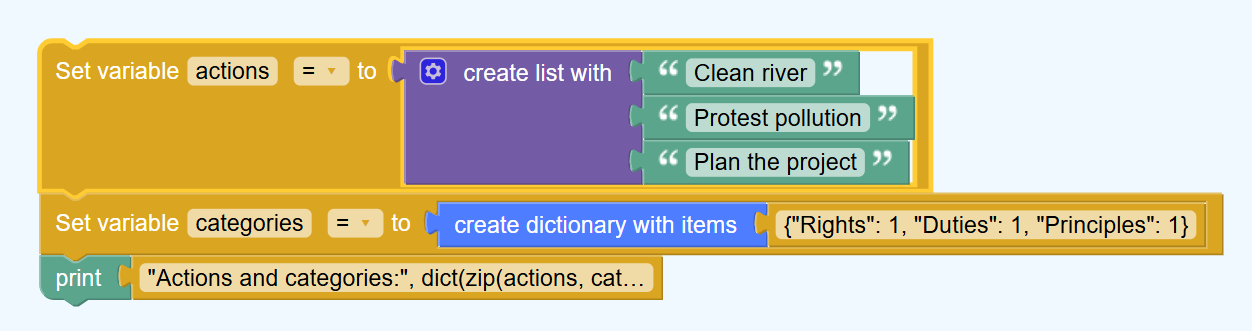 Set variable actions = to create list with “ Clean river ”
“ Protest pollution ”
“ Plan the project ”
Set variable categories = to create dictionary with items {"Rights": 1, "Duties": 1, "Principles": 1}
print "Actions and categories:", dict(zip(actions, cat…